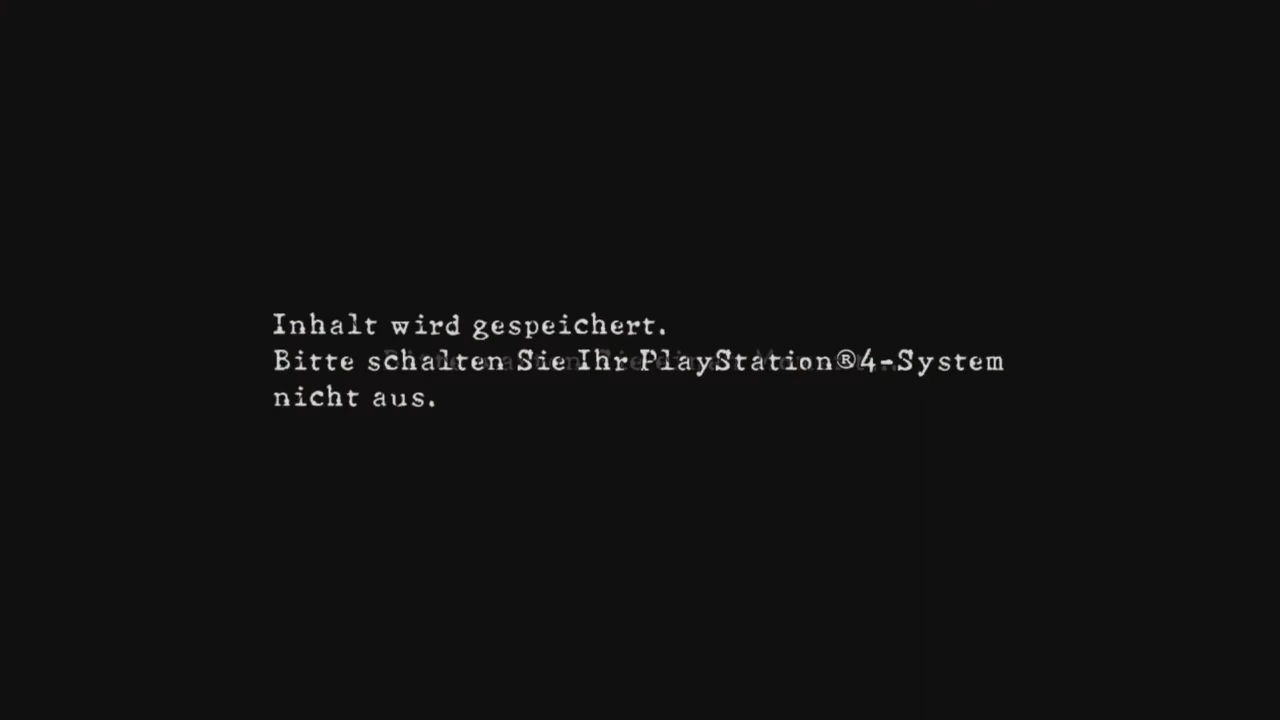 Inhalt wird gespeichert.
Bitte schalten Sie Ihr PlayStation®4-System
nicht aus.